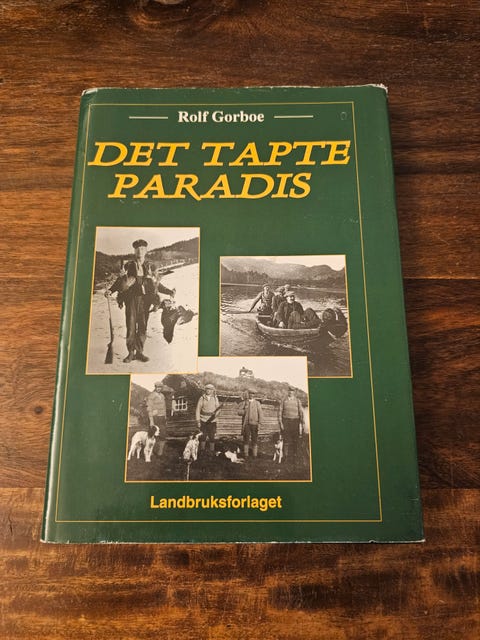 Rolf Gorboe
DET TAPTE
PARADIS
Landbruksforlaget